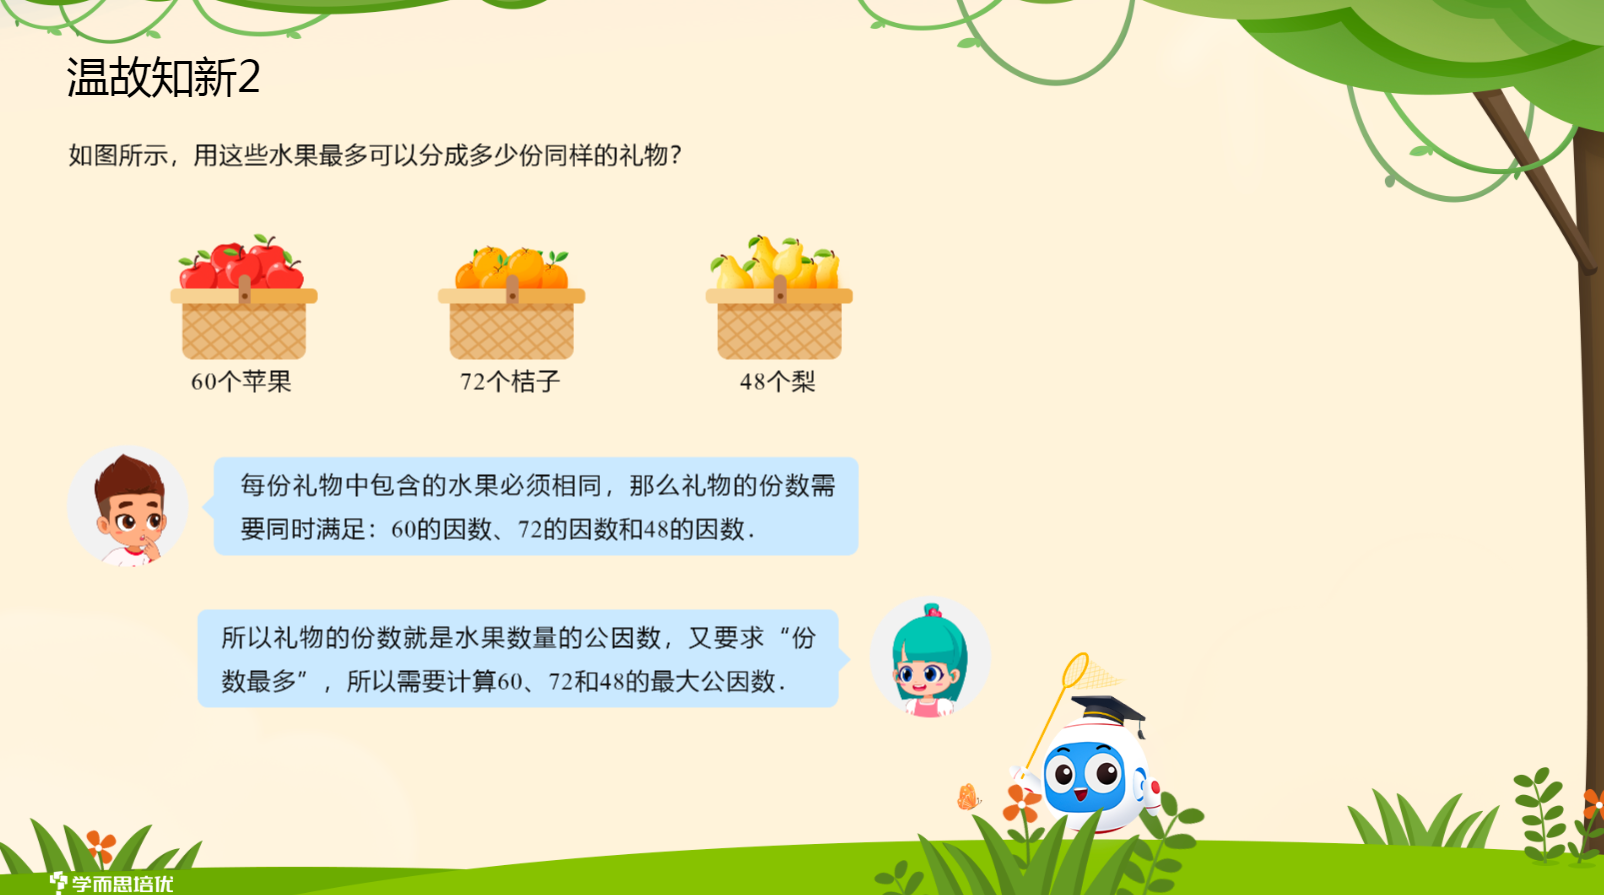 温故知新2
如图所示，用这些水果最多可以分成多少份同样的礼物？
60个苹果
72个桔子
48个梨
每份礼物中包含的水果必须相同，那么礼物的份数需
要同时满足：60的因数、72的因数和48的因数．
所以礼物的份数就是水果数量的公因数，又要求“份
数最多”，所以需要计算60、72和48的最大公因数．
学而思培优